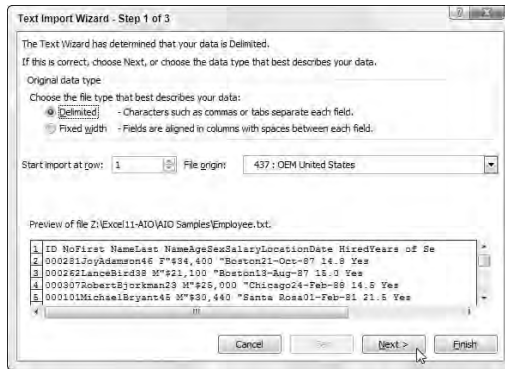 Text Import Wizard - Step 1 of 3
The Text Wizard has determined that your data is Delimited.
If this is correct, choose Next, or choose the data type that best describes your data.
Original data type
Choose the file type that best describes your data:
Delimited - Characters such as commas or tabs separate each field.
Fixed width - Fields are aligned in columns with spaces between each field.
Start import at row: 1 File origin: 437 : OEM United States
Preview of file Z:\Excel11-AIO\AIO Samples\Employee.txt.
1 ID NoFirst NameLast NameAgeSexSalaryLocationDate HiredYears of Se
2 000281JoyAdamson46 F"$34,400 "Boston21-Oct-87 14.8 Yes
3 000262LanceBird38 M"$21,100 "Boston13-Aug-87 15.0 Yes
4 000307RobertBjorkman23 M"$25,000 "Chicago24-Feb-88 14.5 Yes
5 000101MichaelBryant45 M"$30,440 "Santa Rosa01-Feb-81 21.5 Yes
Cancel Next > Finish